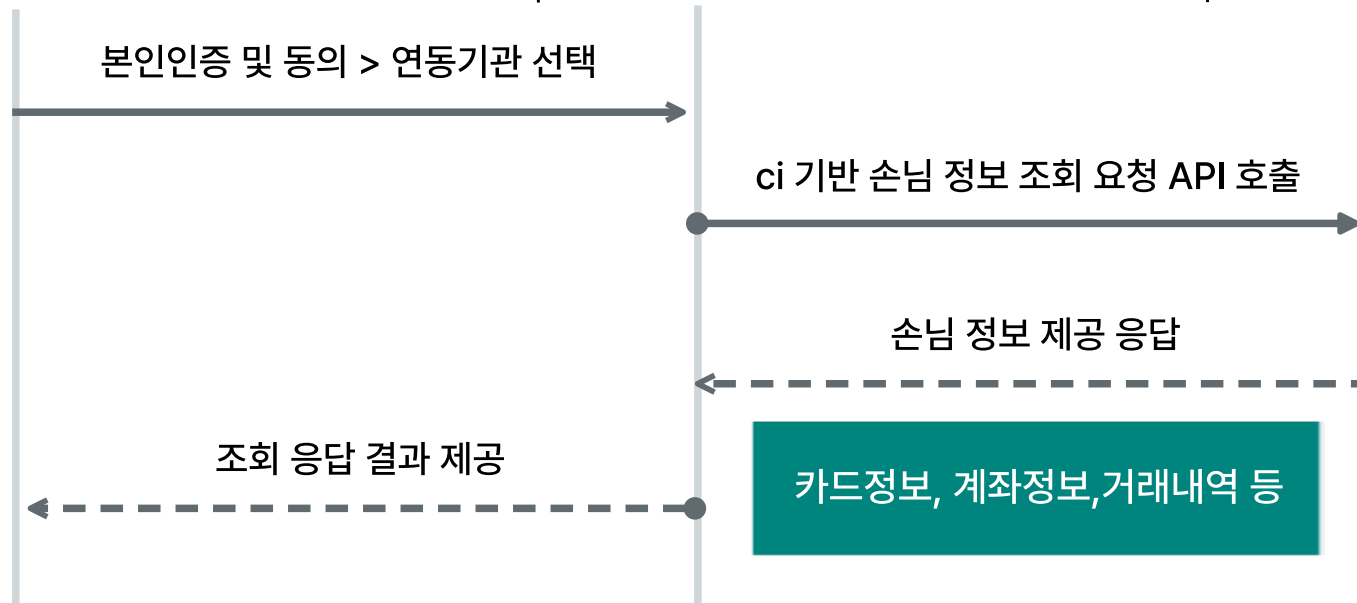 본인인증 및 동의 > 연동기관 선택
ci 기반 손님 정보 조회 요청 API 호출
손님 정보 제공 응답
조회 응답 결과 제공
카드정보, 계좌정보,거래내역 등